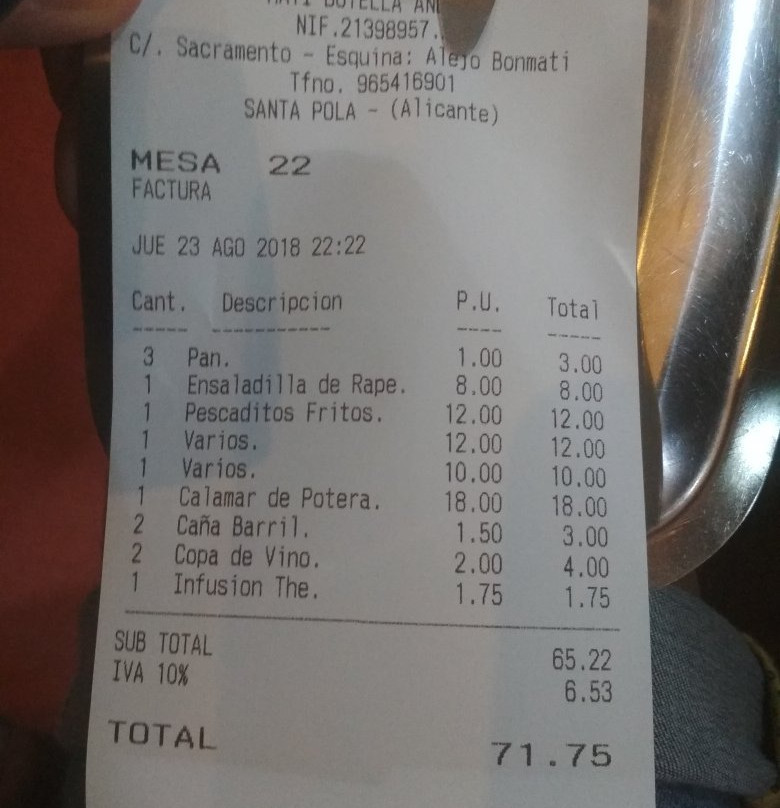 BOTELLA
NIF.21398957.
C/. Sacramento - Esquina: Alejo Bonmati
Tfno. 965416901
SANTA POLA - (Alicante)
MESA 22
FACTURA
JUE 23 AGO 2018 22:22
Cant. Descripcion P.U. Total
3 Pan. 1.00 3.00
1 Ensaladilla de Rape. 8.00 8.00
1 Pescaditos Fritos. 12.00 12.00
1 Varios. 12.00 12.00
1 Varios. 10.00 10.00
1 Calamar de Potera. 18.00 18.00
2 Caña Barril. 1.50 3.00
2 Copa de Vino. 2.00 4.00
1 Infusion The. 1.75 1.75
SUB TOTAL 65.22
IVA 10% 6.53
TOTAL 71.75